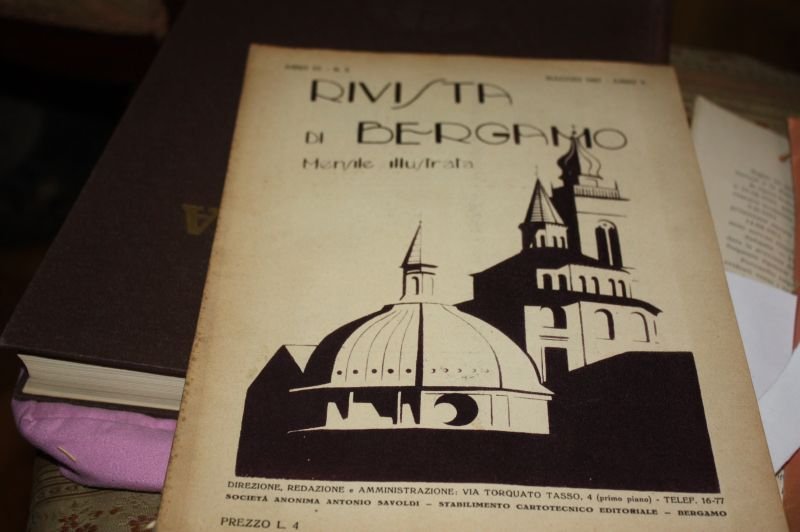 RIVISTA
DI BERGAMO
Mensile illustrata
DIREZIONE, REDAZIONE e AMMINISTRAZIONE: VIA TORQUATO TASSO, 4 (primo piano) - TELEF. 16-77
SOCIETÀ ANONIMA ANTONIO SAVOLDI - STABILIMENTO CARTOTECNICO EDITORIALE - BERGAMO
PREZZO L. 4